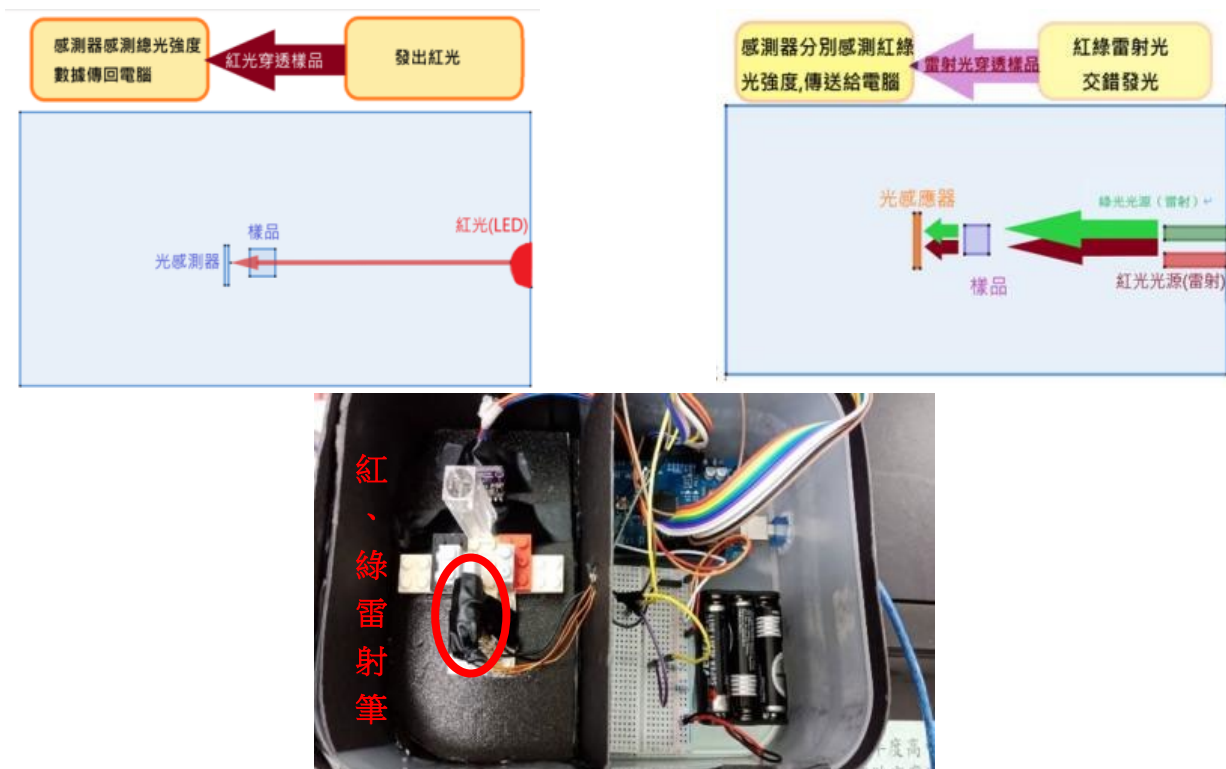 感測器感測總光強度
數據傳回電腦
紅光穿透樣品
發出紅光
樣品
紅光(LED)
光感測器
感測器分別感測紅綠
光強度,傳送給電腦
雷射光穿透樣品
紅綠雷射光
交錯發光
光感應器
綠光光源（雷射）↵
樣品
紅光光源(雷射)
紅、綠雷射筆
年度高